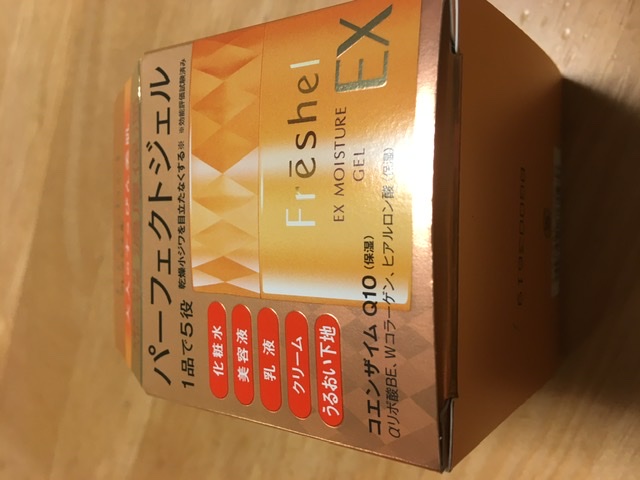 パーフェクトジェル
1品で5役 乾燥小ジワを目立たなくする※ ※効能評価試験済み
Frēshel
EX MOISTURE
GEL
EX
化粧水
美容液
乳液
クリーム
うるおい下地
コエンザイム Q10 (保湿)
αリポ酸BE、Wコラーゲン、ヒアルロン酸 (保湿)